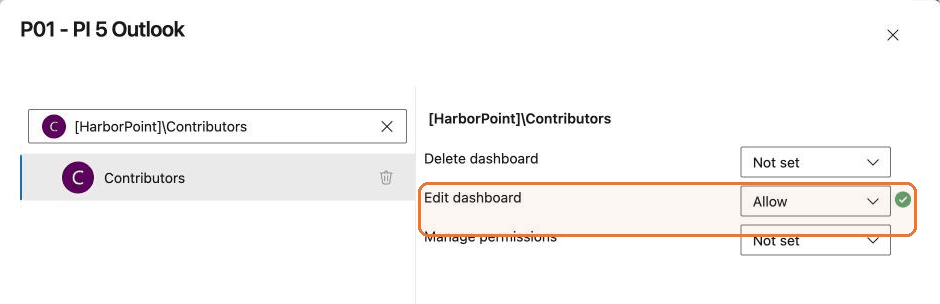 P01 - PI 5 Outlook
C [HarborPoint]\Contributors
C Contributors
[HarborPoint]\Contributors
Delete dashboard Not set
Edit dashboard Allow
Manage permissions Not set